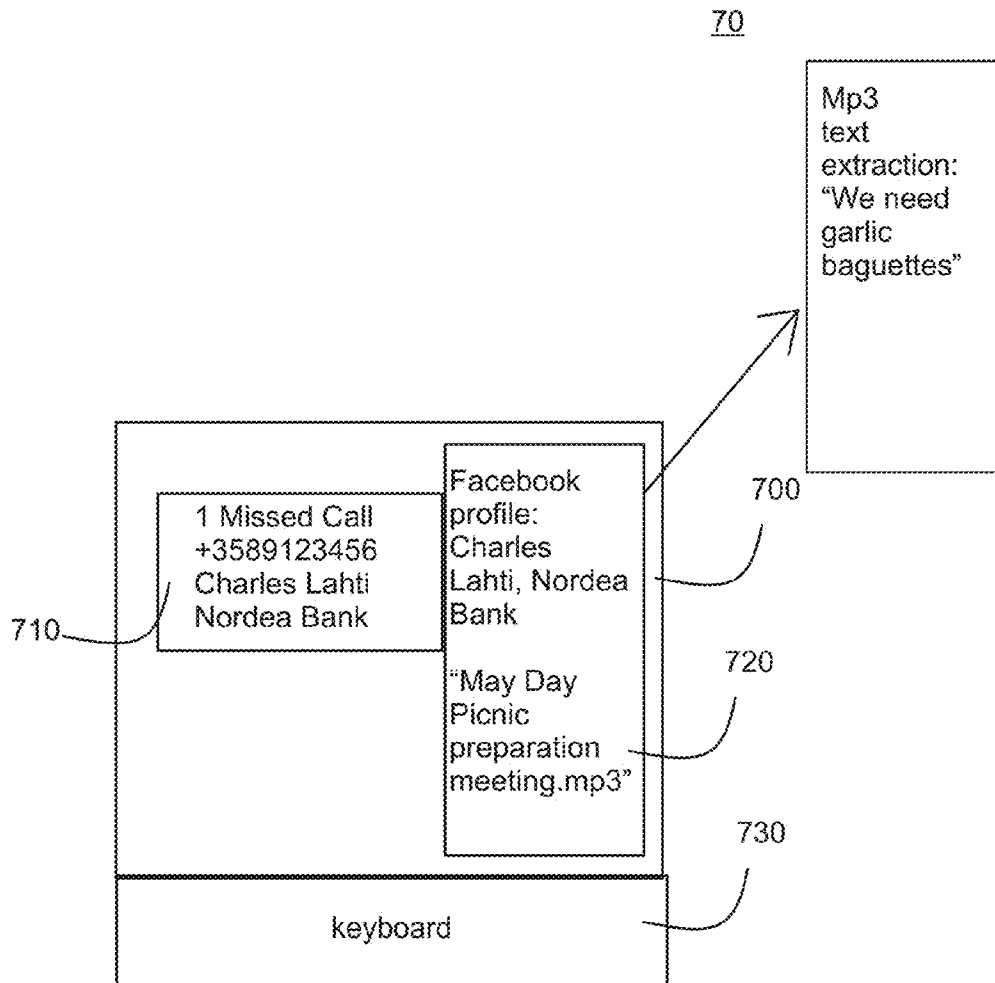 70
Mp3
text
extraction:
“We need
garlic
baguettes”
700
Facebook
profile:
Charles
Lahti, Nordea
Bank
1 Missed Call
+3589123456
Charles Lahti
Nordea Bank
710
“May Day
Picnic
preparation
meeting.mp3”
720
730
keyboard